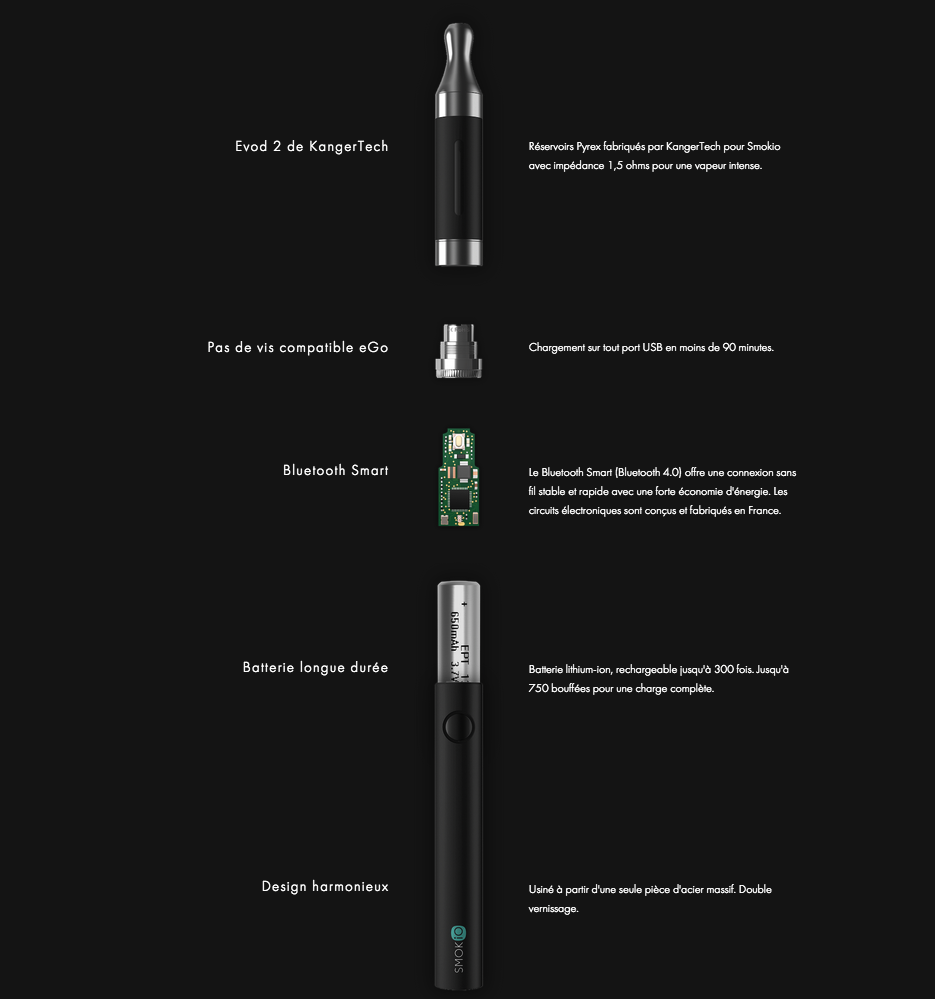 Evod 2 de KangerTech
Réservoirs Pyrex fabriqués par KangerTech pour Smokio
avec impédance 1,5 ohms pour une vapeur intense.
Pas de vis compatible eGo
Chargement sur tout port USB en moins de 90 minutes.
Bluetooth Smart
Le Bluetooth Smart (Bluetooth 4.0) offre une connexion sans
fil stable et rapide avec une forte économie d'énergie. Les
circuits électroniques sont conçus et fabriqués en France.
+
EPT
650mAh 3.7V
Batterie longue durée
Batterie lithium-ion, rechargeable jusqu'à 300 fois. Jusqu'à
750 bouffées pour une charge complète.
Design harmonieux
Usiné à partir d'une seule pièce d'acier massif. Double
vernissage.
SMOKIO